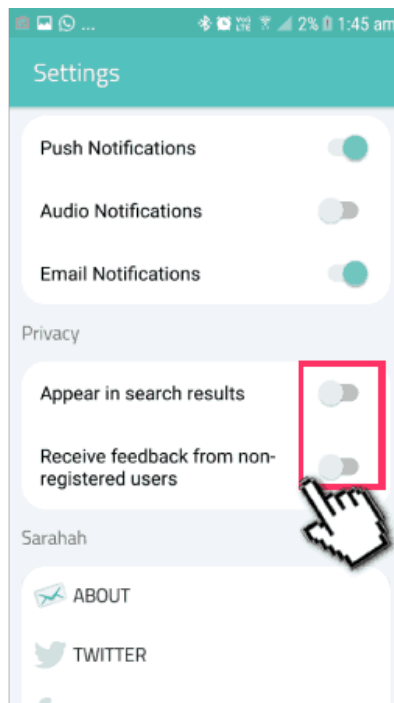 ... VoLTE 2% 1:45 am
Settings
Push Notifications
Audio Notifications
Email Notifications
Privacy
Appear in search results
Receive feedback from non-
registered users
Sarahah
ABOUT
TWITTER